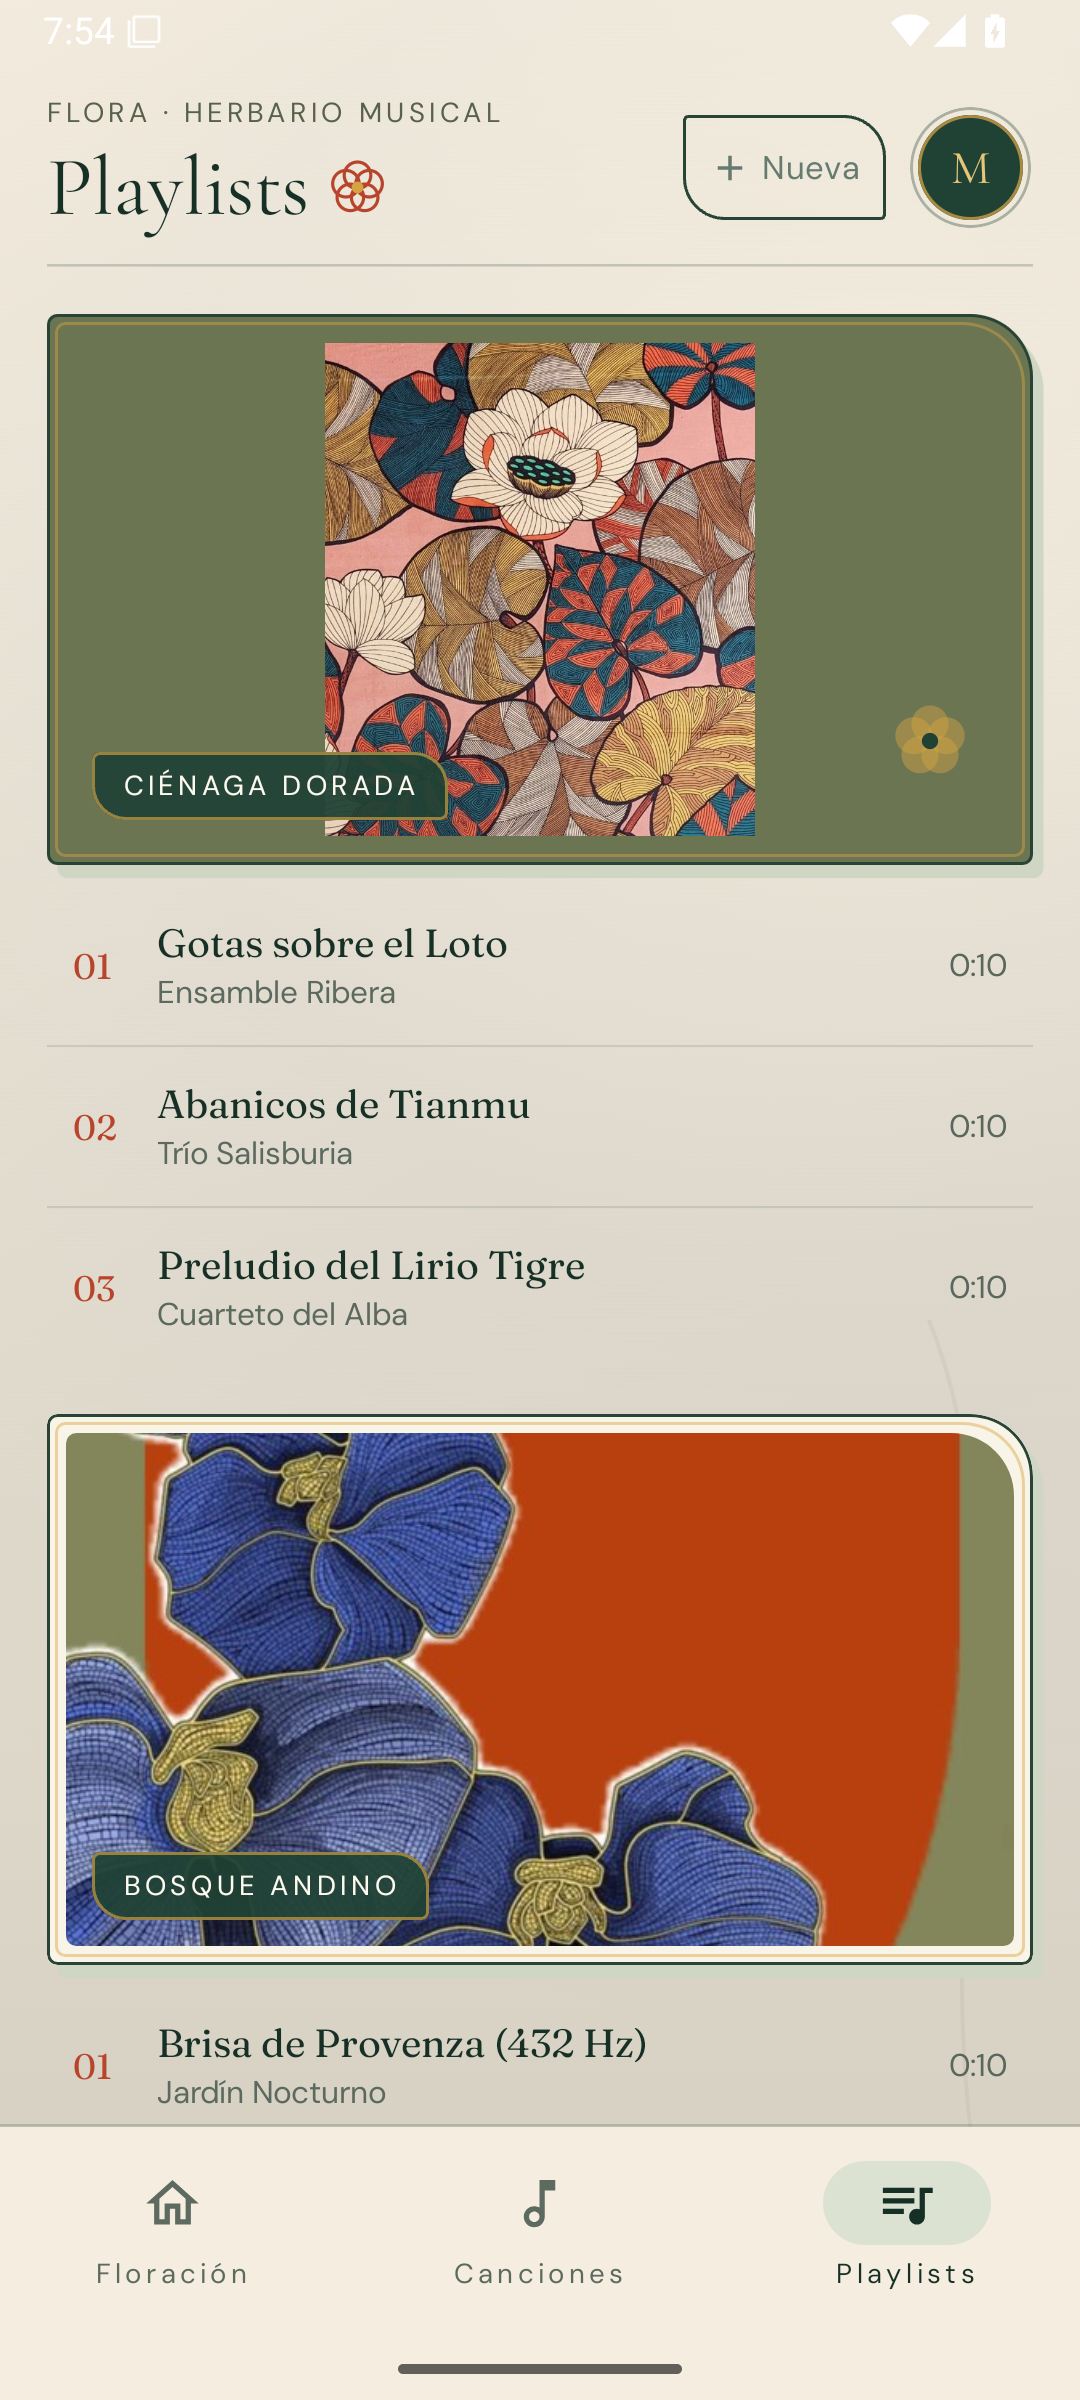 7:54
FLORA · HERBARIO MUSICAL
Playlists
+ Nueva
M
CIÉNAGA DORADA
01
Gotas sobre el Loto
Ensamble Ribera
0:10
02
Abanicos de Tianmu
Trío Salisburia
0:10
03
Preludio del Lirio Tigre
Cuarteto del Alba
0:10
BOSQUE ANDINO
01
Brisa de Provenza (432 Hz)
Jardín Nocturno
0:10
Floración
Canciones
Playlists